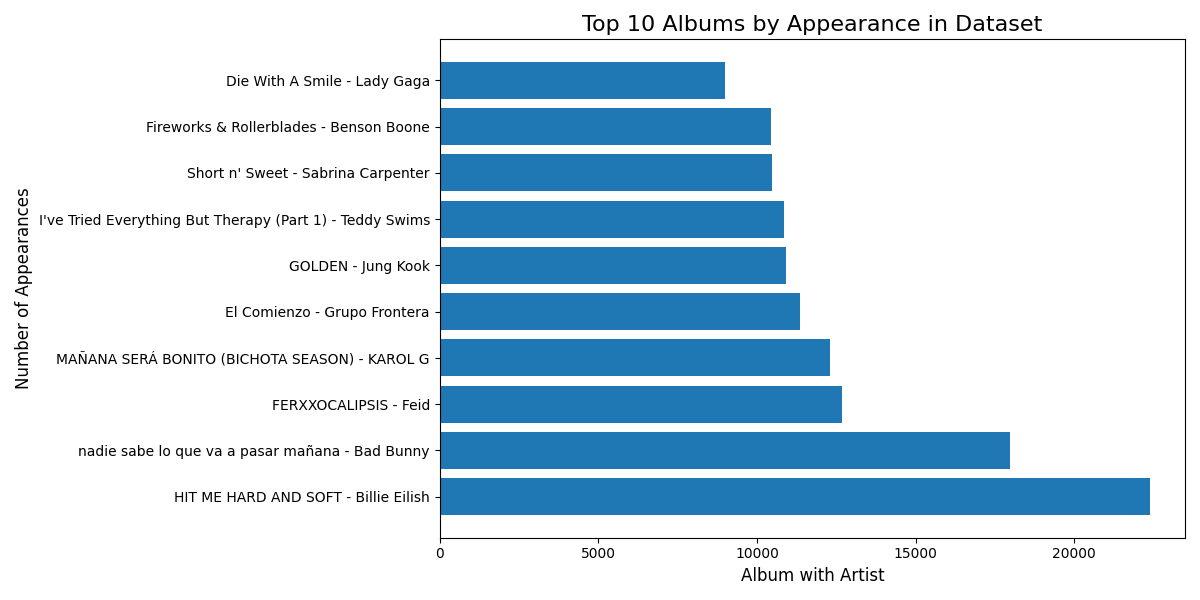 Top 10 Albums by Appearance in Dataset
Number of Appearances
Die With A Smile - Lady Gaga
Fireworks & Rollerblades - Benson Boone
Short n' Sweet - Sabrina Carpenter
I've Tried Everything But Therapy (Part 1) - Teddy Swims
GOLDEN - Jung Kook
El Comienzo - Grupo Frontera
MAÑANA SERÁ BONITO (BICHOTA SEASON) - KAROL G
FERXXOCALIPSIS - Feid
nadie sabe lo que va a pasar mañana - Bad Bunny
HIT ME HARD AND SOFT - Billie Eilish
0 5000 10000 15000 20000
Album with Artist